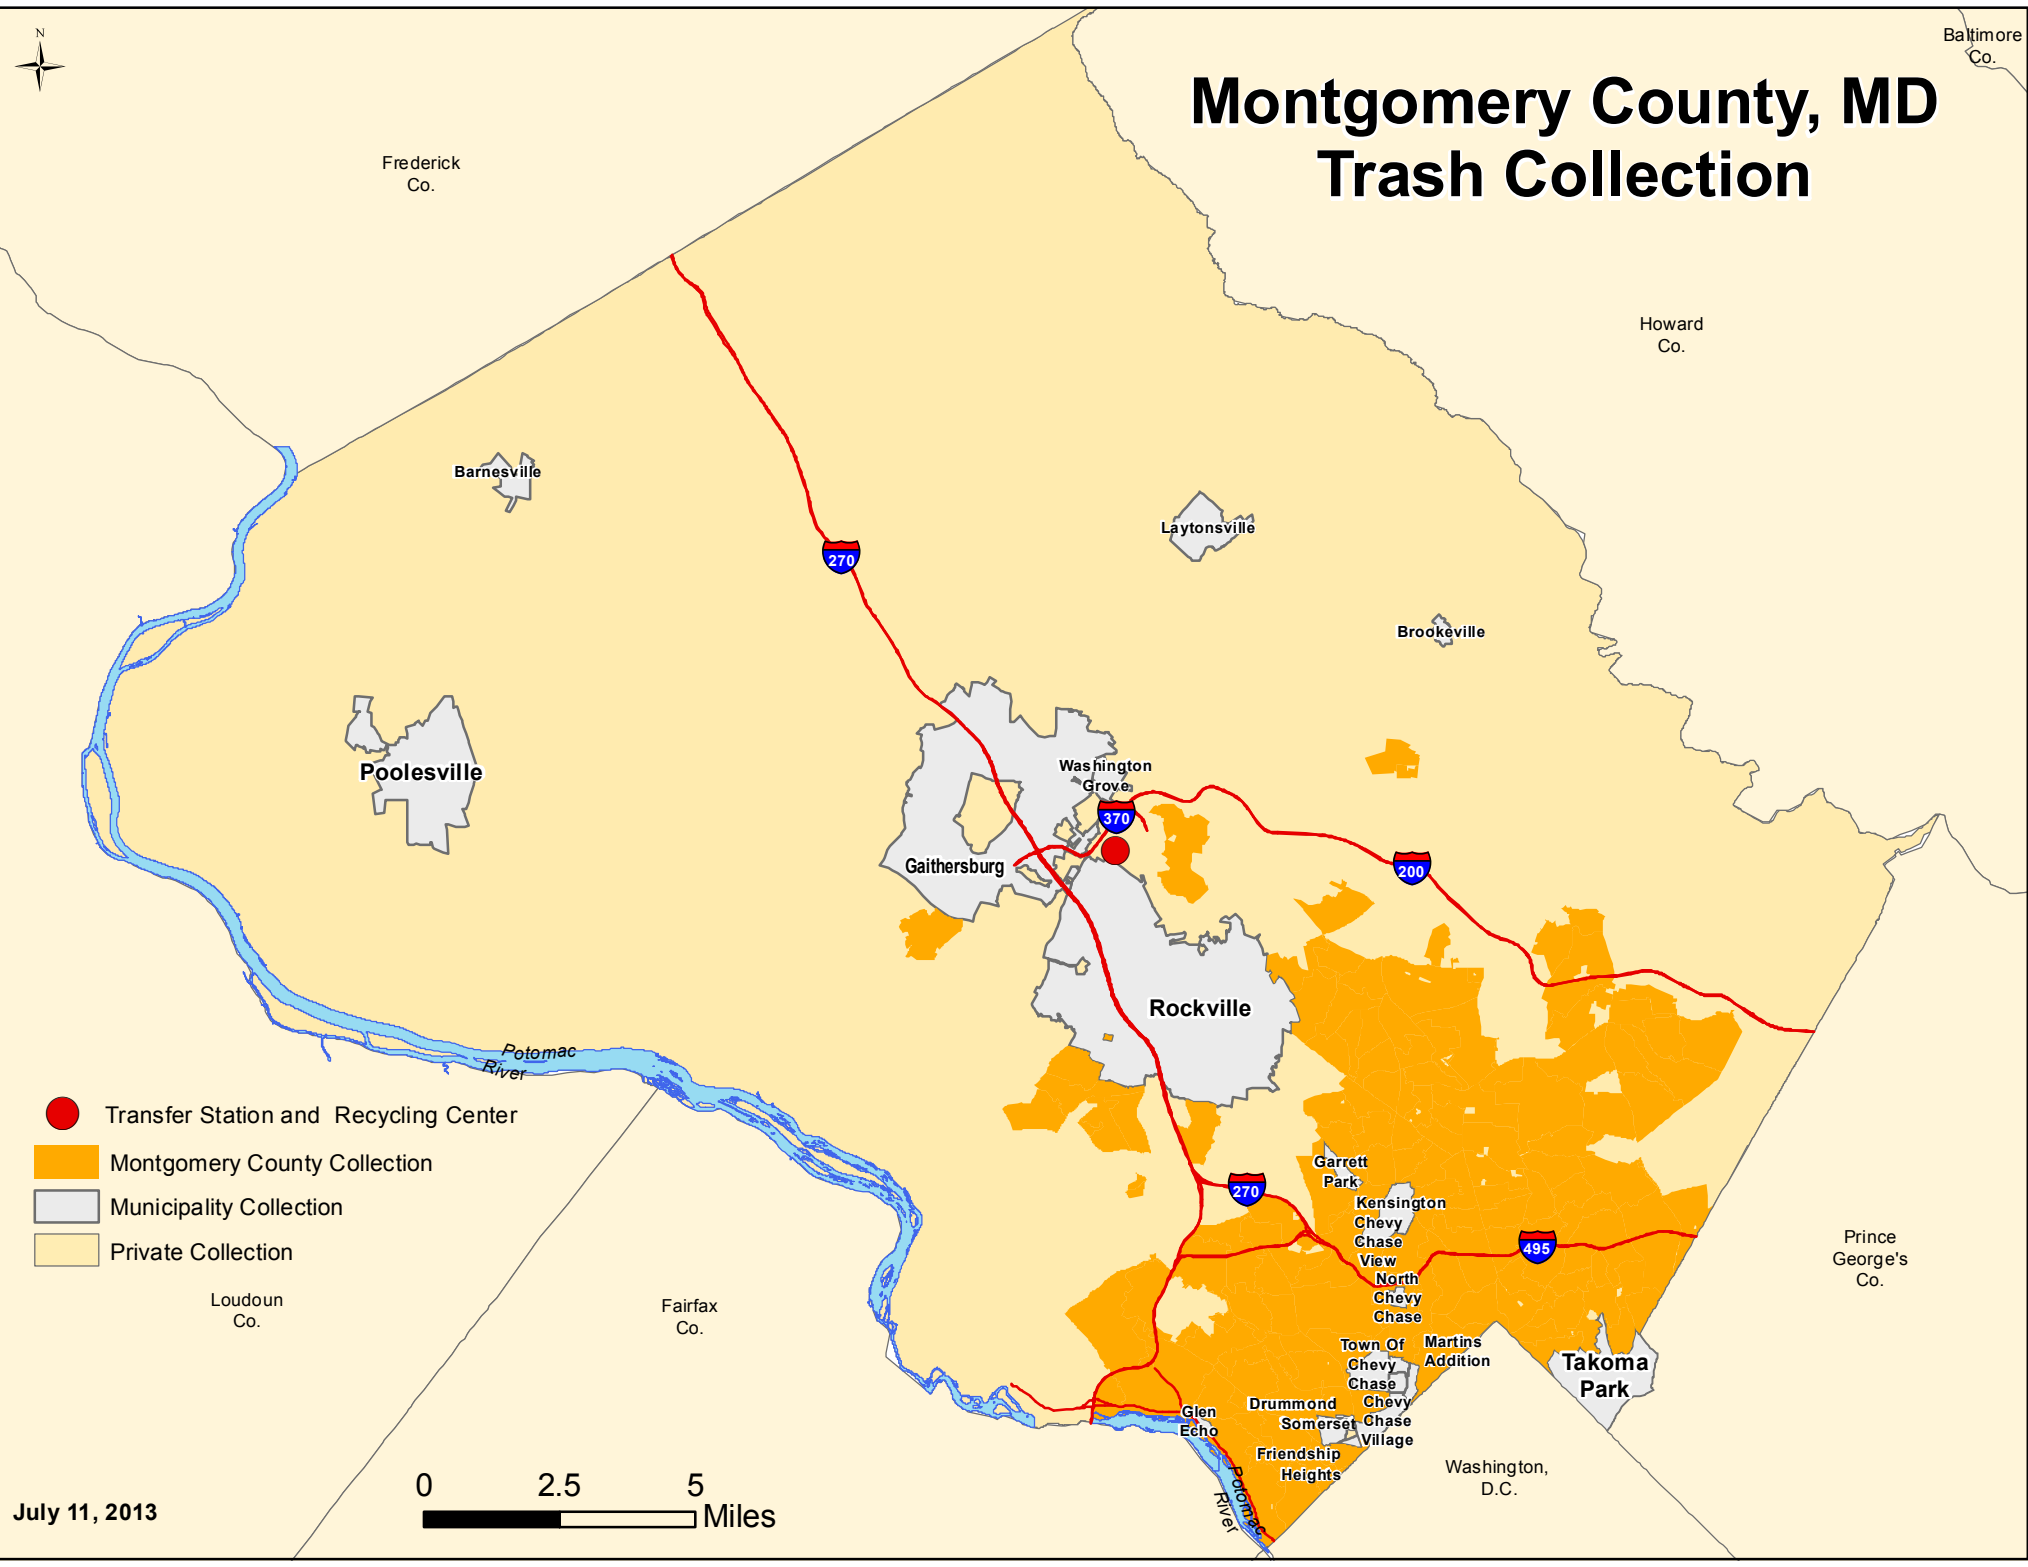 N
Baltimore
Co.
Montgomery County, MD
Trash Collection
Frederick
Co.
Howard
Co.
Barnesville
Laytonsville
270
Brookeville
Poolesville
Washington
Grove
370
Gaithersburg
200
Rockville
Potomac
River
Transfer Station and Recycling Center
Montgomery County Collection
Municipality Collection
Private Collection
Garrett
Park
270
Kensington
Chevy
Chase
View
495
North
Chevy
Chase
Prince
George's
Co.
Loudoun
Co.
Fairfax
Co.
Town Of
Chevy
Chase
Martins
Addition
Takoma
Park
Glen
Echo
Drummond
Somerset
Chevy
Chase
Village
Friendship
Heights
Washington,
D.C.
Potomac
River
0 2.5 5
Miles
July 11, 2013